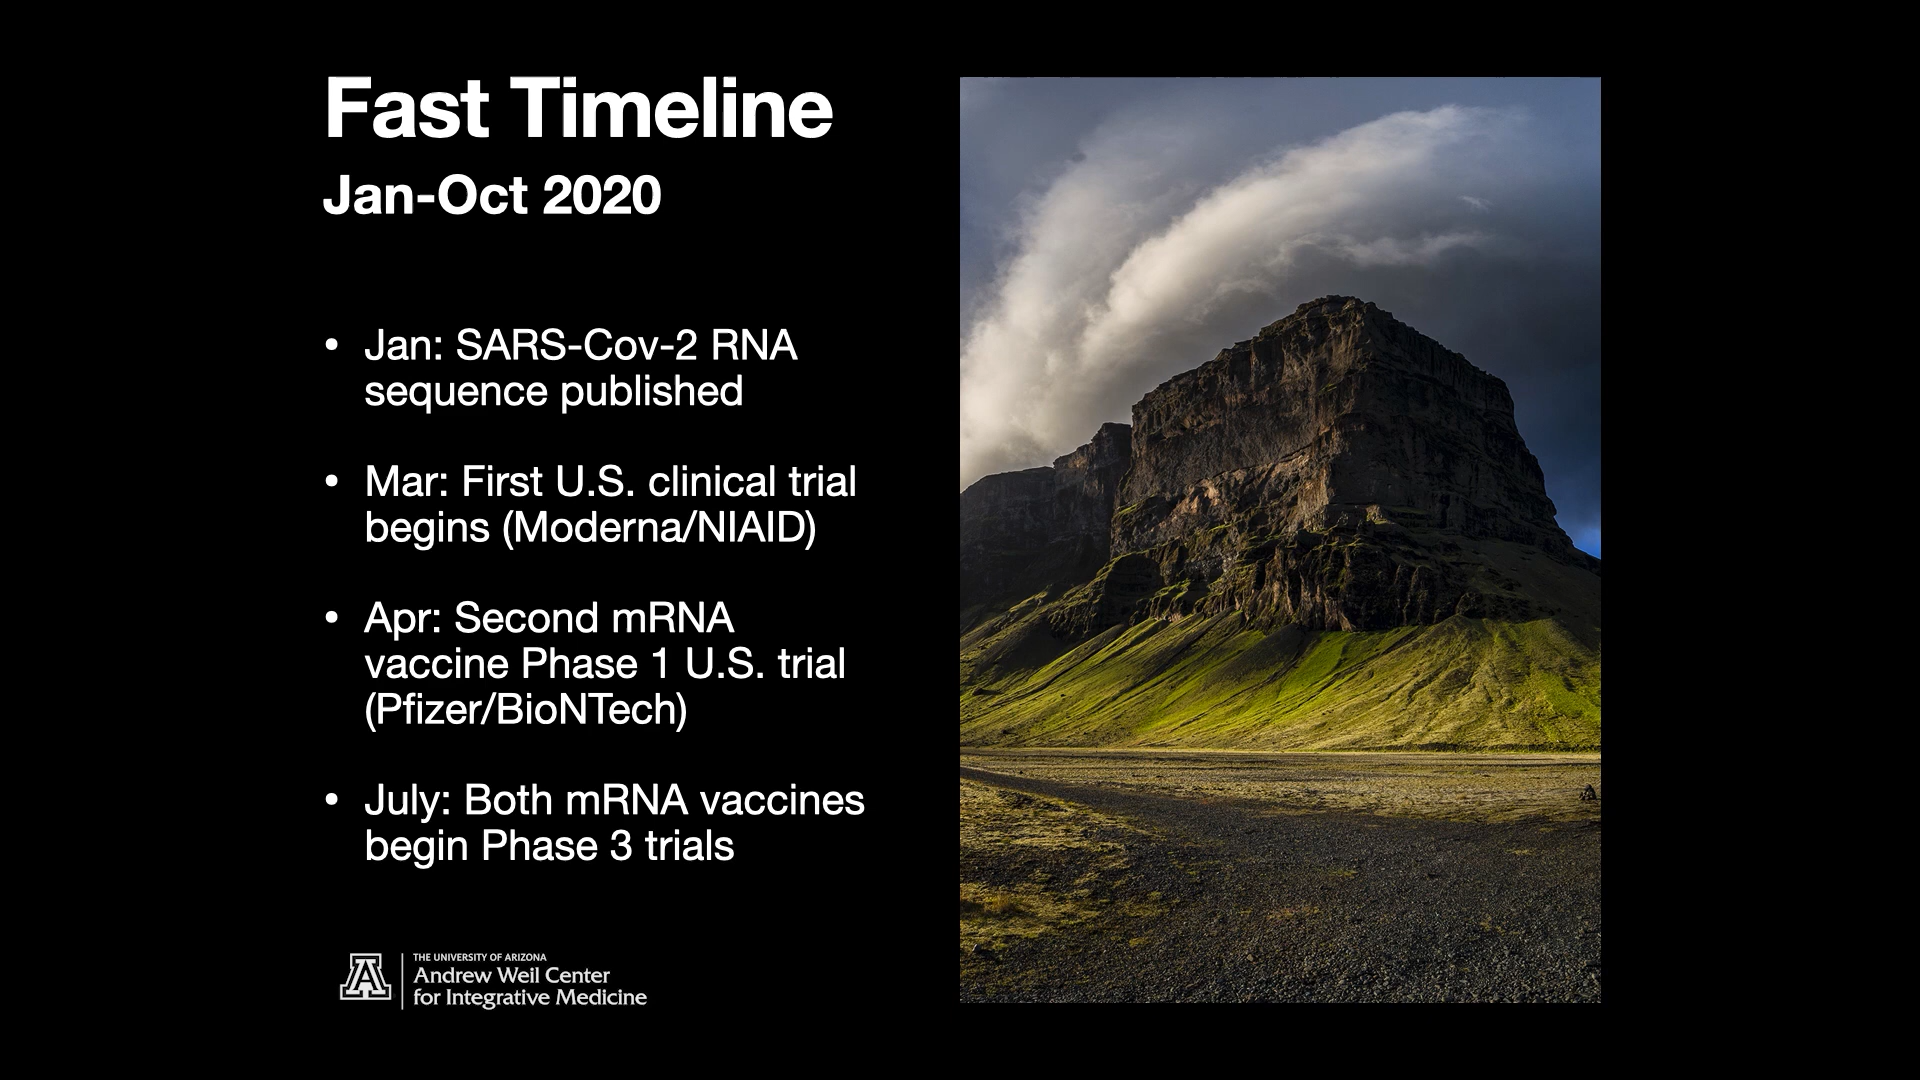 Fast Timeline
Jan-Oct 2020
• Jan: SARS-Cov-2 RNA
sequence published
• Mar: First U.S. clinical trial
begins (Moderna/NIAID)
• Apr: Second mRNA
vaccine Phase 1 U.S. trial
(Pfizer/BioNTech)
• July: Both mRNA vaccines
begin Phase 3 trials
A
THE UNIVERSITY OF ARIZONA
Andrew Weil Center
for Integrative Medicine